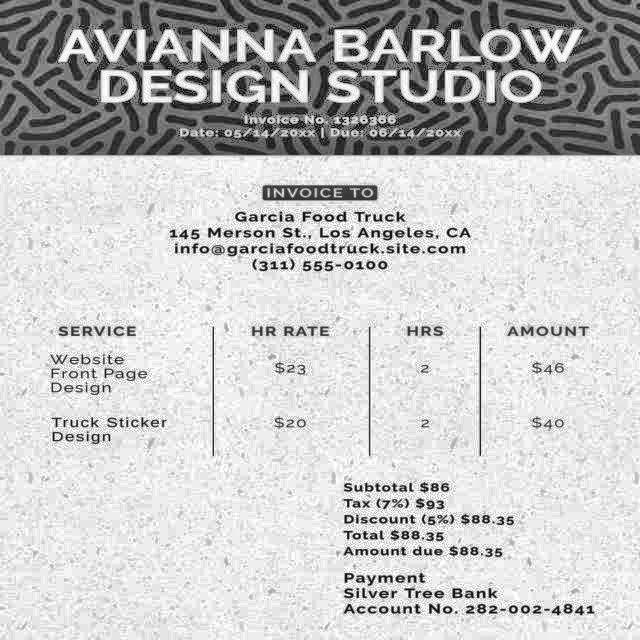 AVIANNA BARLOW
DESIGN STUDIO
Invoice No. 1326366
Date: 05/14/20xx | Due: 06/14/20xx
INVOICE TO
Garcia Food Truck
145 Merson St., Los Angeles, CA
info@garciafoodtruck.site.com
(311) 555-0100
SERVICE HR RATE HRS AMOUNT
Website
Front Page $23 2 $46
Design
Truck Sticker $20 2 $40
Design
Subtotal $86
Tax (7%) $93
Discount (5%) $88.35
Total $88.35
Amount due $88.35
Payment
Silver Tree Bank
Account No. 282-002-4841